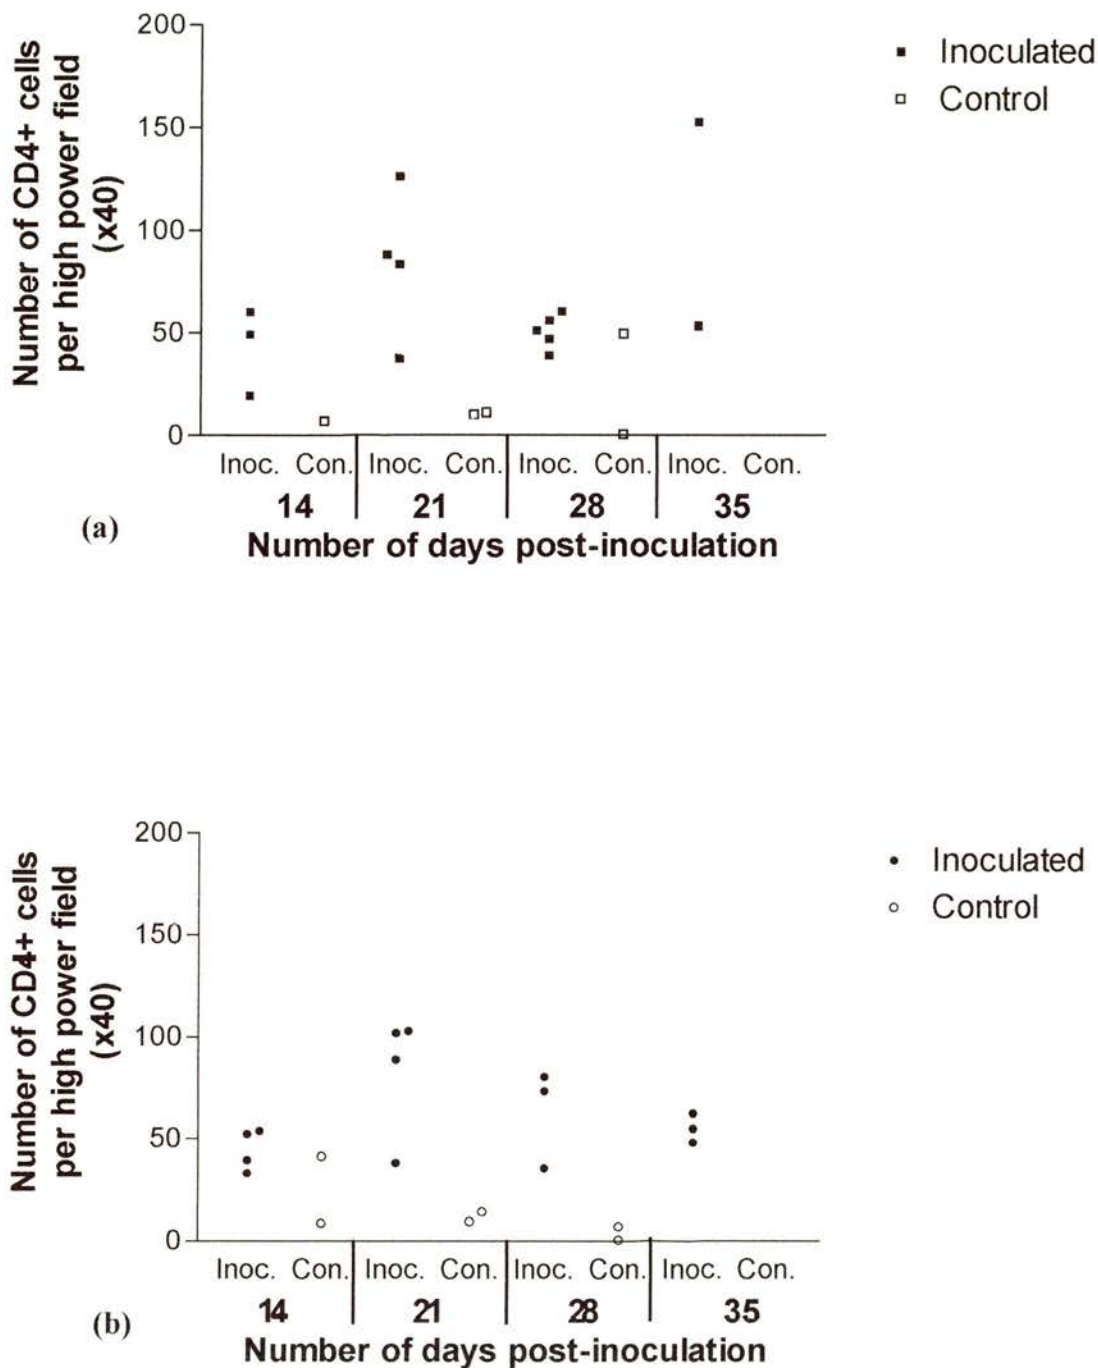 200
150
100
50
0
Number of CD4+ cells
per high power field
(x40)
Inoculated
Control
Inoc. Con. Inoc. Con. Inoc. Con. Inoc. Con.
14 21 28 35
(a)
Number of days post-inoculation
200
150
100
50
0
Number of CD4+ cells
per high power field
(x40)
Inoculated
Control
Inoc. Con. Inoc. Con. Inoc. Con. Inoc. Con.
14 21 28 35
(b)
Number of days post-inoculation